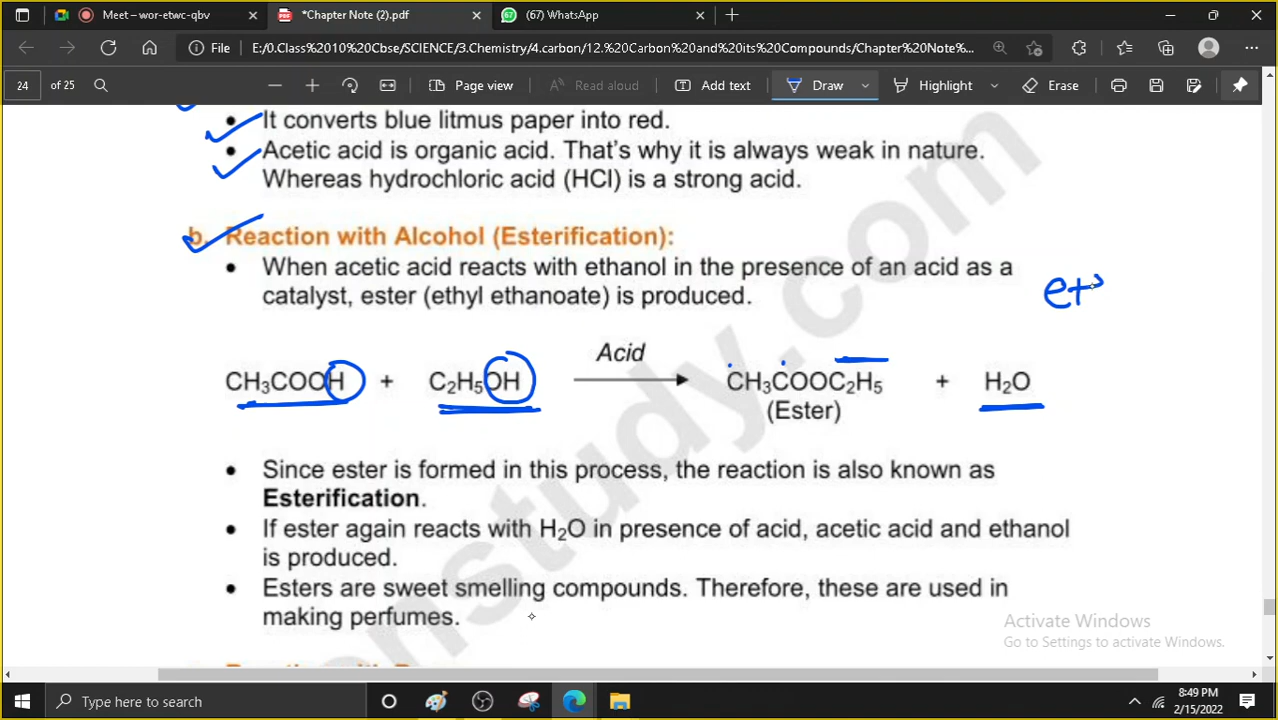 Meet – wor-etwc-qbv
*Chapter Note (2).pdf
(67) WhatsApp
File E:/0.Class%2010%20Cbse/SCIENCE/3.Chemistry/4.carbon/12.%20Carbon%20and%20its%20Compounds/Chapter%20Note%...
24 of 25
Page view
Read aloud
Add text
Draw
Highlight
Erase
• It converts blue litmus paper into red.
• Acetic acid is organic acid. That's why it is always weak in nature.
Whereas hydrochloric acid (HCl) is a strong acid.
b. Reaction with Alcohol (Esterification):
• When acetic acid reacts with ethanol in the presence of an acid as a
catalyst, ester (ethyl ethanoate) is produced.
et
Acid
CH₃COOH + C₂H₅OH CH₃COOC₂H₅ + H₂O
(Ester)
• Since ester is formed in this process, the reaction is also known as
Esterification.
• If ester again reacts with H₂O in presence of acid, acetic acid and ethanol
is produced.
• Esters are sweet smelling compounds. Therefore, these are used in
making perfumes.
enstudy.com
Activate Windows
Go to Settings to activate Windows.
Type here to search
8:49 PM
2/15/2022